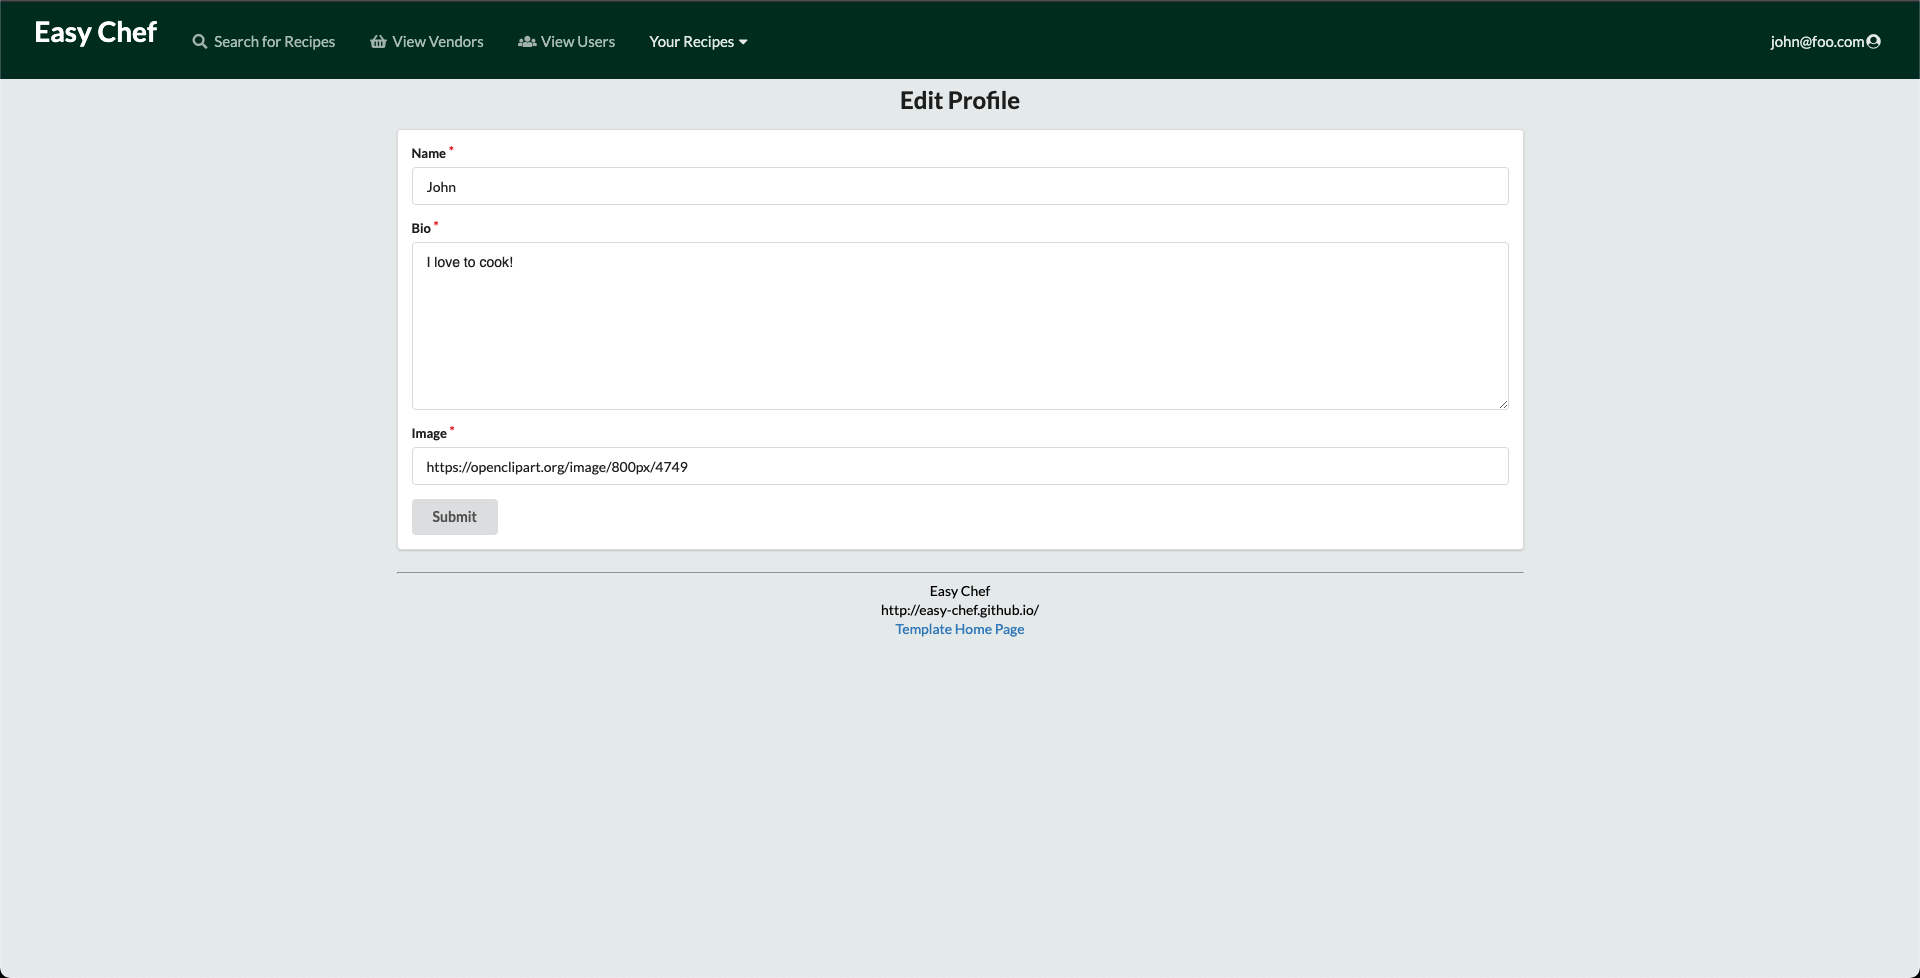 Easy Chef
Search for Recipes
View Vendors
View Users
Your Recipes
john@foo.com
Edit Profile
Name *
John
Bio *
I love to cook!
Image *
https://openclipart.org/image/800px/4749
Submit
Easy Chef
http://easy-chef.github.io/
Template Home Page